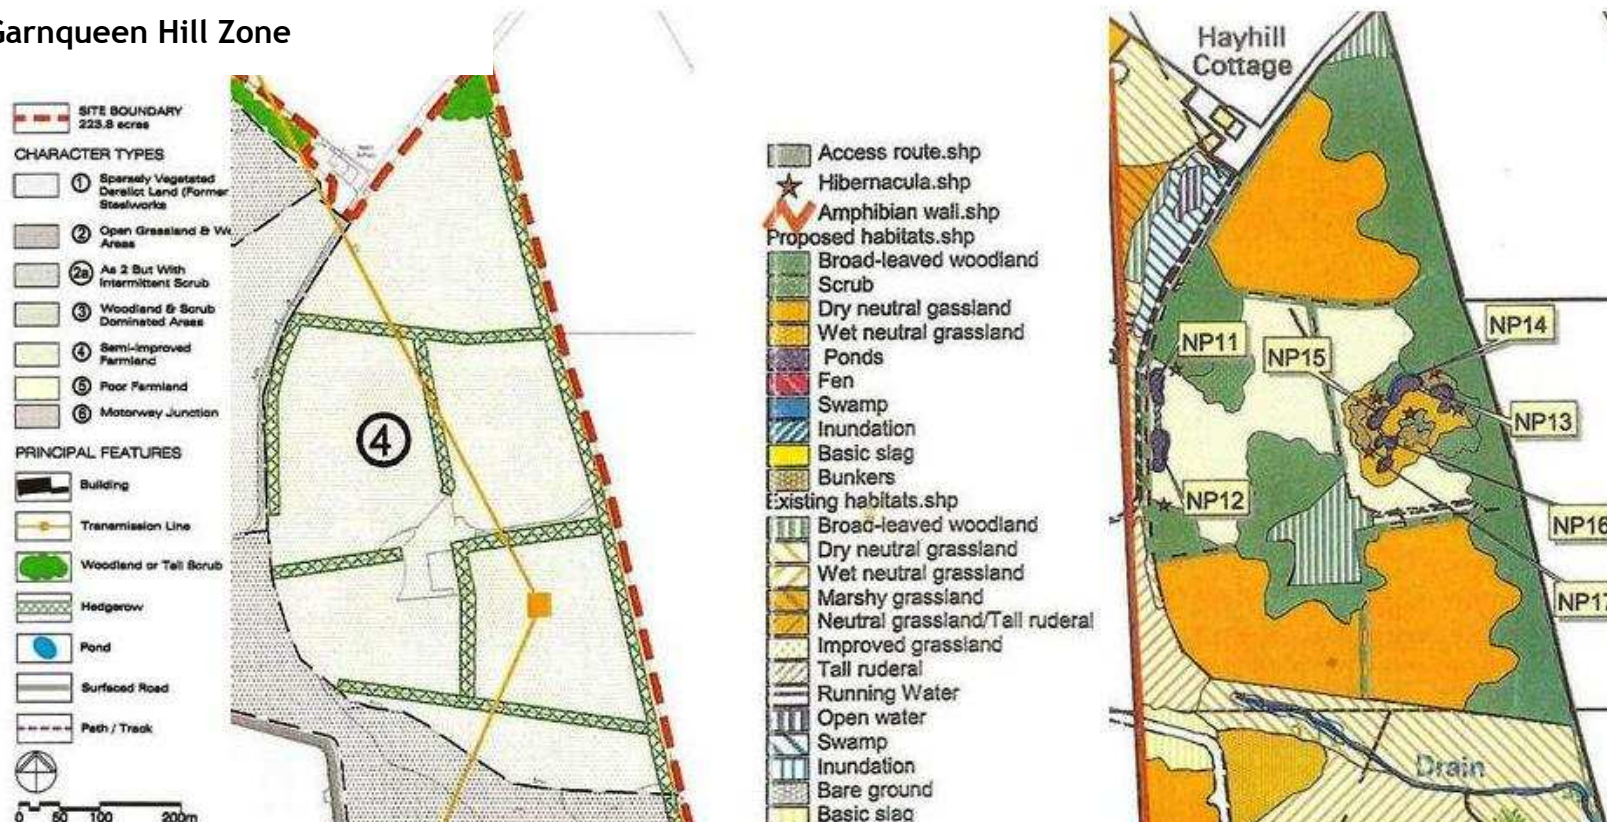 Garnqueen Hill Zone
SITE BOUNDARY
223.8 acres
CHARACTER TYPES
1 Sparsely Vegetated
Derelict Land (Former
Steelworks
2 Open Grassland & We
Areas
2a As 2 But With
Intermittent Scrub
3 Woodland & Scrub
Dominated Areas
4 Semi-improved
Farmland
5 Poor Farmland
6 Motorway Junction
PRINCIPAL FEATURES
Building
Transmission Line
Woodland or Tall Scrub
Hedgerow
Pond
Surfaced Road
Path / Track
0 50 100 200m
4
Access route.shp
Hibernacula.shp
Amphibian wall.shp
Proposed habitats.shp
Broad-leaved woodland
Scrub
Dry neutral gassland
Wet neutral grassland
Ponds
Fen
Swamp
Inundation
Basic slag
Bunkers
Existing habitats.shp
Broad-leaved woodland
Dry neutral grassland
Wet neutral grassland
Marshy grassland
Neutral grassland/Tall ruderal
Improved grassland
Tall ruderal
Running Water
Open water
Swamp
Inundation
Bare ground
Basic slag
Hayhill
Cottage
NP11
NP15
NP14
NP13
NP12
NP16
NP17
Drain